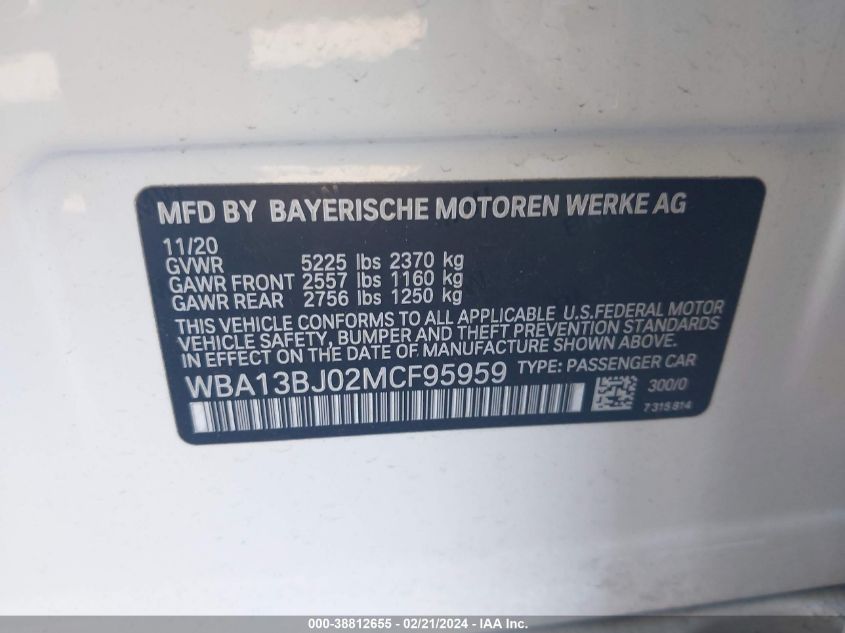 MFD BY BAYERISCHE MOTOREN WERKE AG
11/20
GVWR 5225 lbs 2370 kg
GAWR FRONT 2557 lbs 1160 kg
GAWR REAR 2756 lbs 1250 kg
THIS VEHICLE CONFORMS TO ALL APPLICABLE U.S.FEDERAL MOTOR
VEHICLE SAFETY, BUMPER AND THEFT PREVENTION STANDARDS
IN EFFECT ON THE DATE OF MANUFACTURE SHOWN ABOVE.
WBA13BJ02MCF95959 TYPE: PASSENGER CAR
300/0
7315814
000-38812655 - 02/21/2024 - IAA Inc.